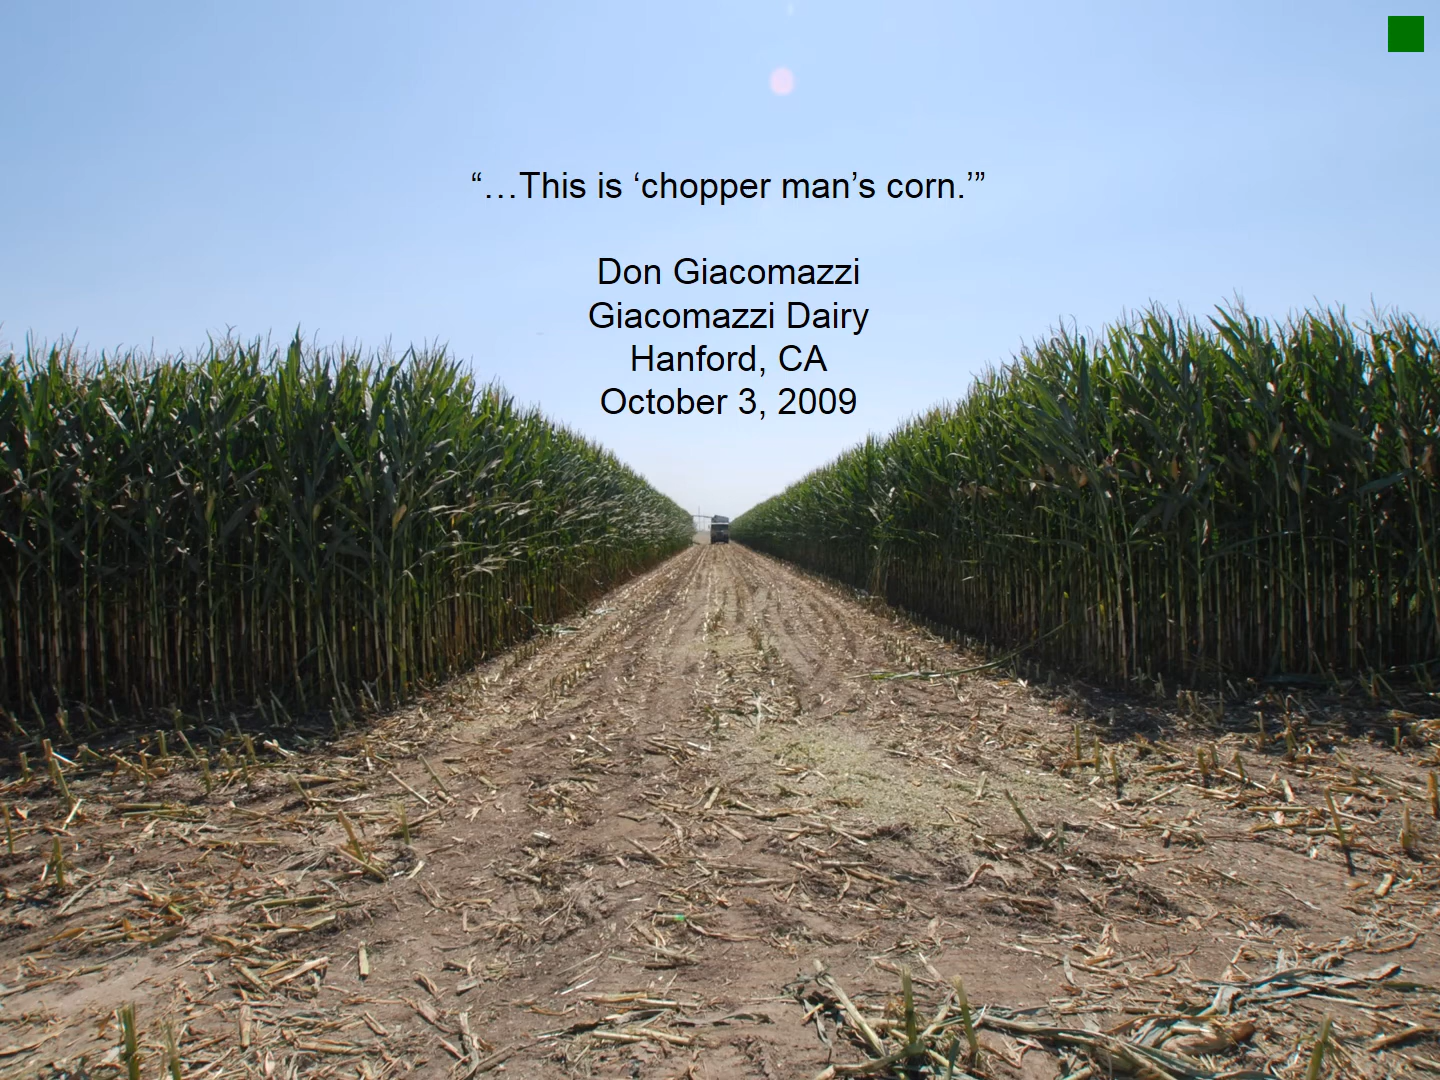 “…This is ‘chopper man’s corn.’”
Don Giacomazzi
Giacomazzi Dairy
Hanford, CA
October 3, 2009